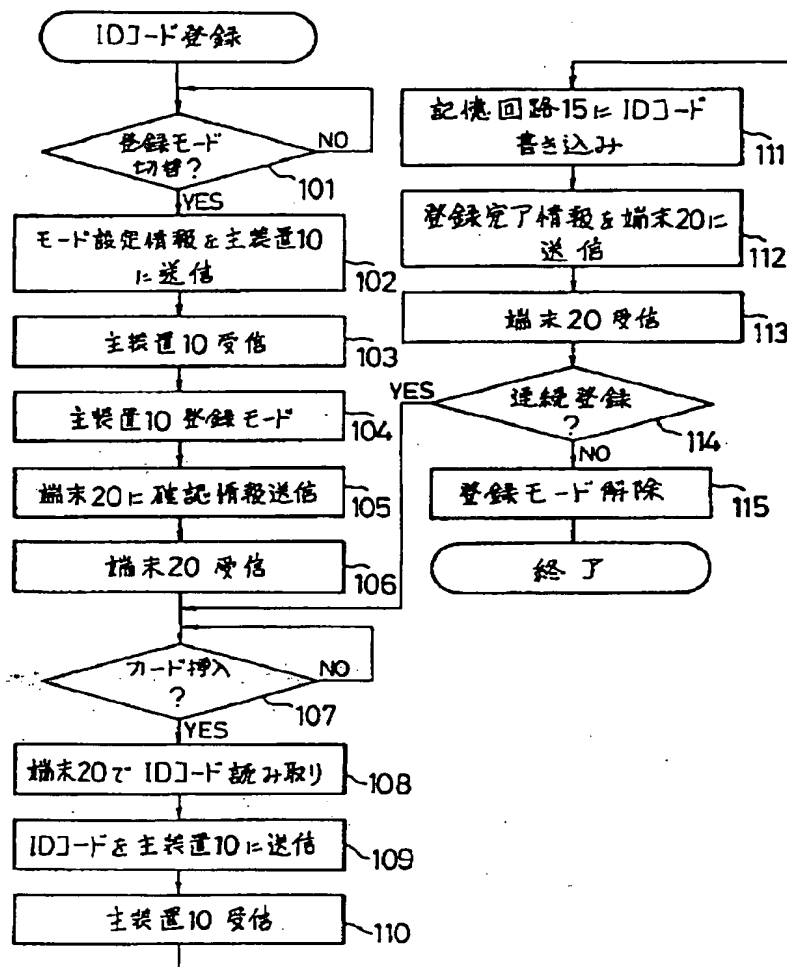 IDコード登録
登録モード
切替?
NO
YES
101
モード設定情報を主装置10
に送信
102
主装置10 受信
103
主装置10 登録モード
104
端末20に確認情報送信
105
端末20 受信
106
カード挿入
?
NO
YES
107
端末20で IDコード読み取り
108
IDコードを主装置10に送信
109
主装置10 受信
110
記憶回路15に IDコード
書き込み
111
登録完了情報を端末20に
送信
112
端末20 受信
113
YES
連続登録
?
114
NO
登録モード解除
115
終了